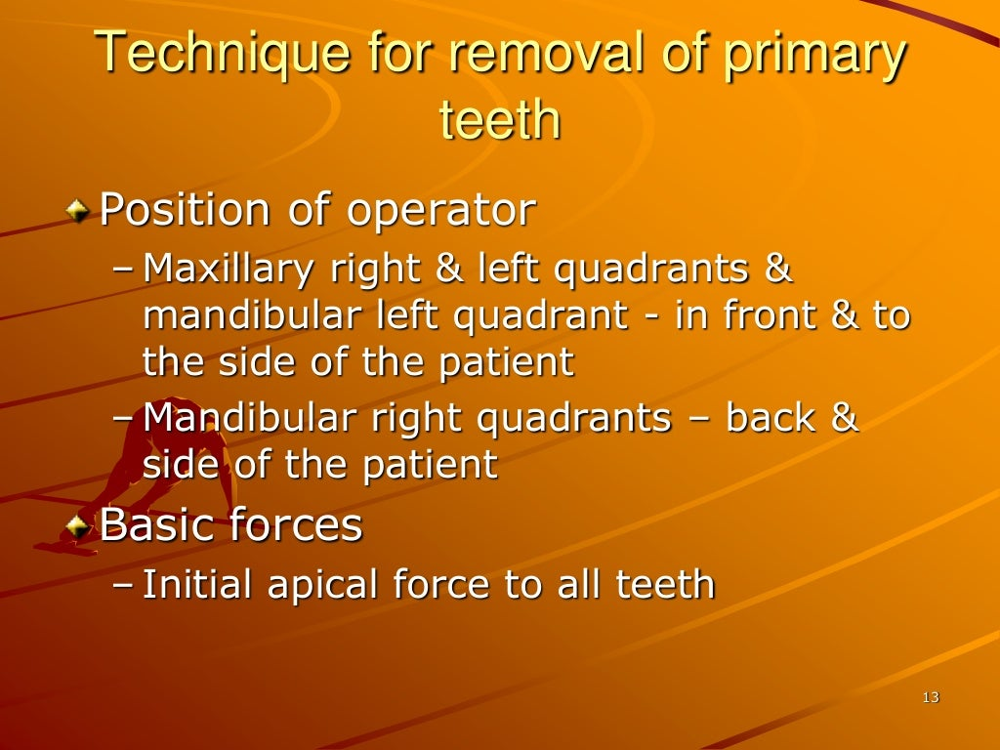 Technique for removal of primary
teeth
Position of operator
– Maxillary right & left quadrants &
mandibular left quadrant - in front & to
the side of the patient
– Mandibular right quadrants – back &
side of the patient
Basic forces
– Initial apical force to all teeth
13